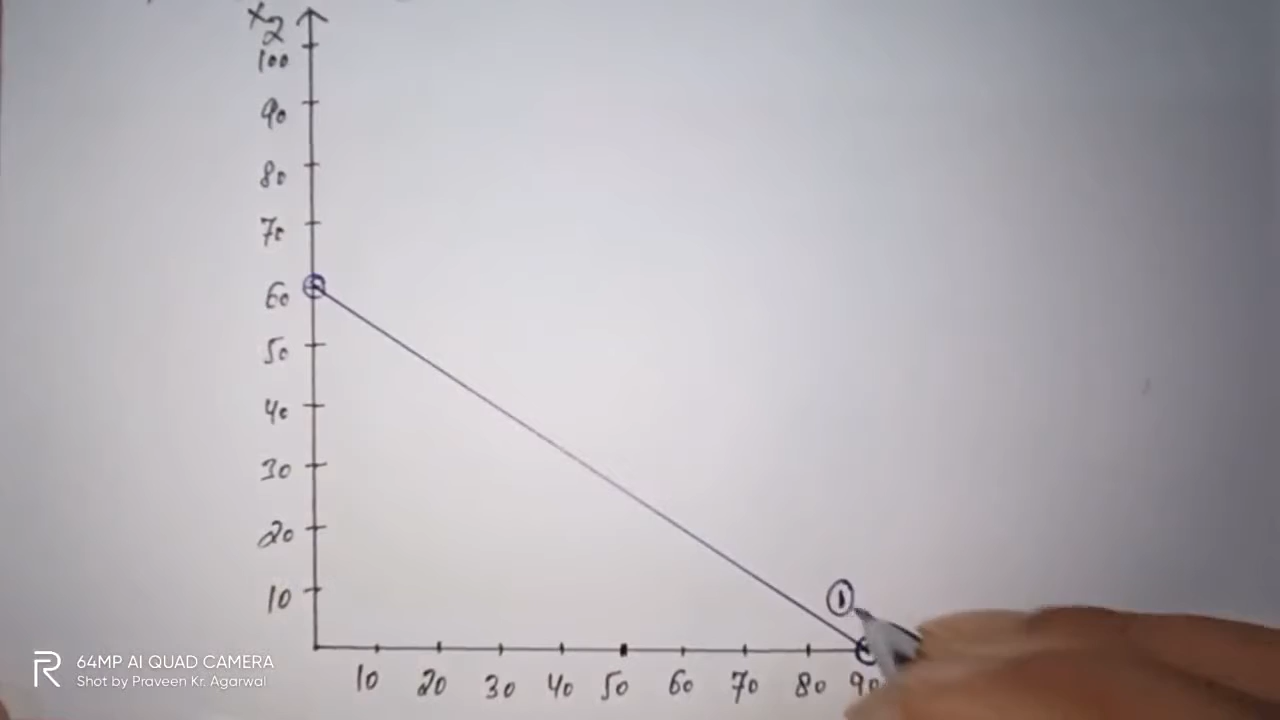 x2
100
90
80
70
60
50
40
30
20
10
①
10 20 30 40 50 60 70 80 90
R 64MP AI QUAD CAMERA
Shot by Praveen Kr. Agarwal